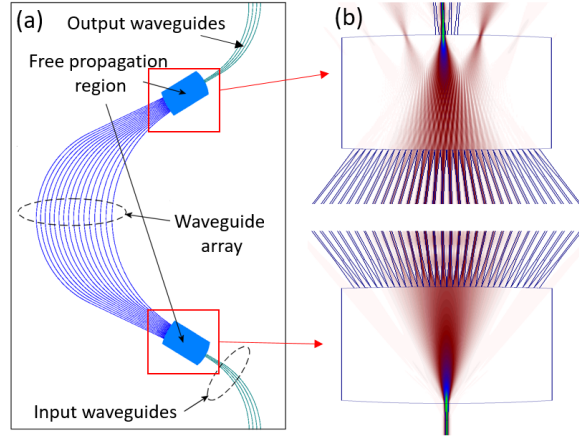 (a)
Output waveguides
Free propagation
region
Waveguide
array
Input waveguides
(b)